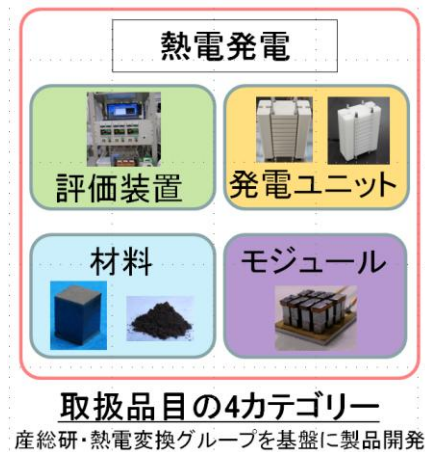 熱電発電
評価装置
発電ユニット
材料
モジュール
取扱品目の4カテゴリー
産総研・熱電変換グループを基盤に製品開発